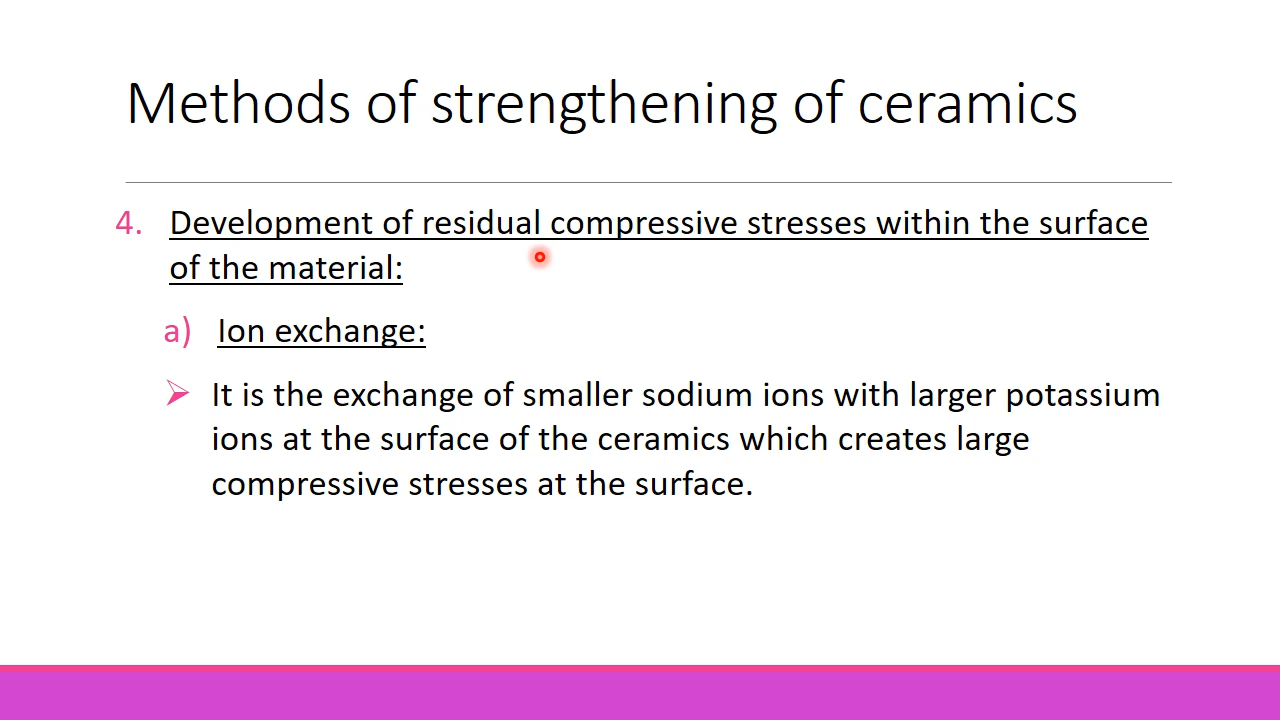 Methods of strengthening of ceramics
4. Development of residual compressive stresses within the surface
of the material:
a) Ion exchange:
It is the exchange of smaller sodium ions with larger potassium
ions at the surface of the ceramics which creates large
compressive stresses at the surface.